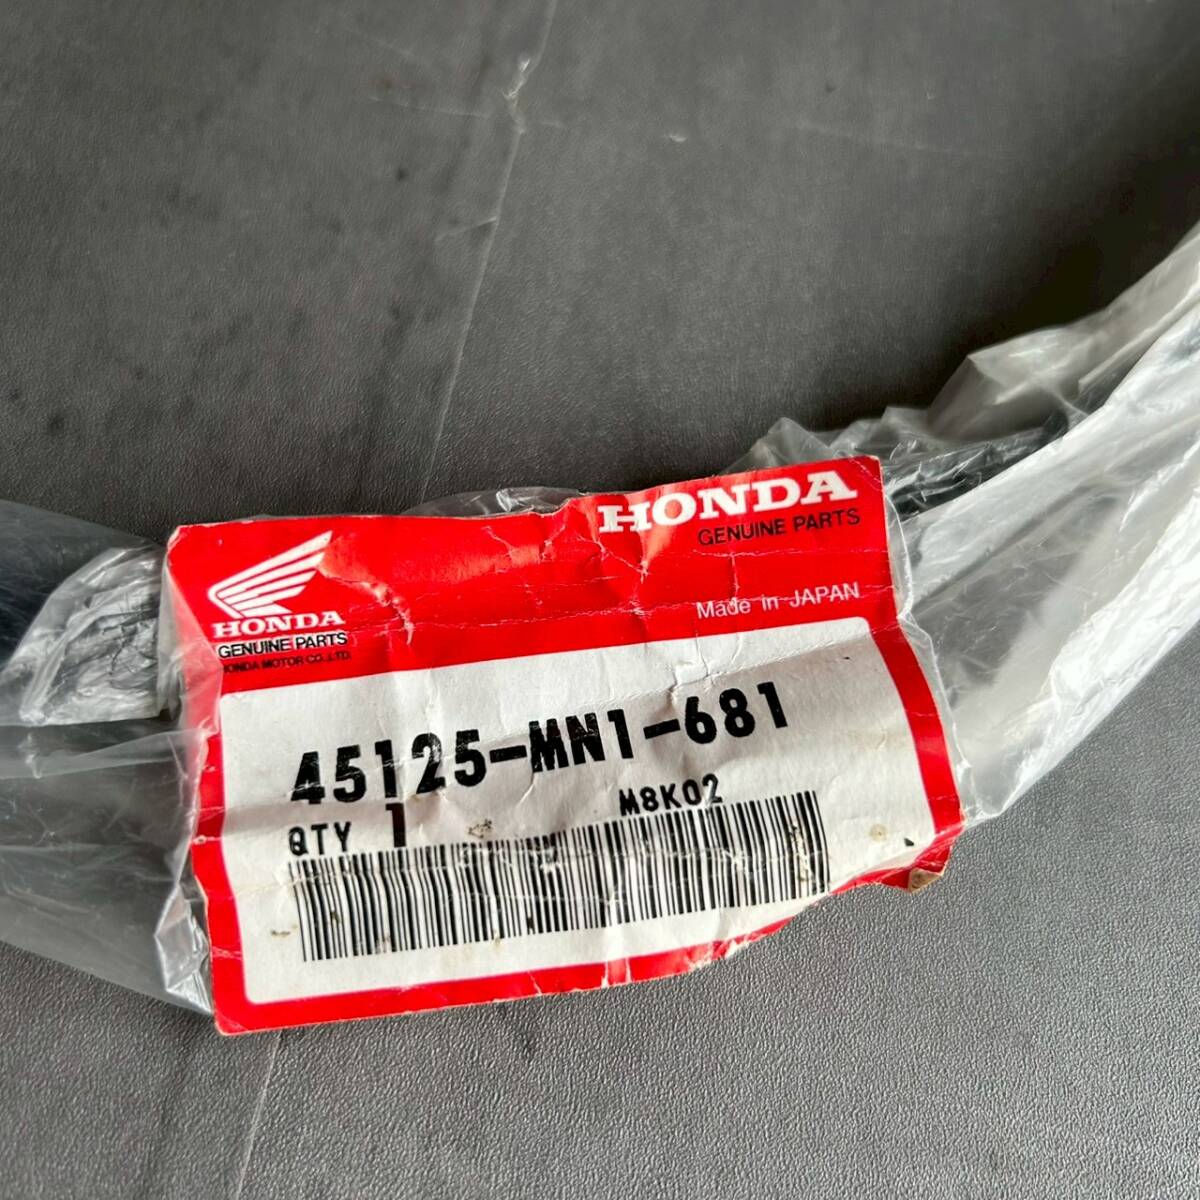 HONDA
GENUINE PARTS
Made in JAPAN
HONDA
GENUINE PARTS
HONDA MOTOR CO.,LTD.
45125-MN1-681
QTY 1
M8K02